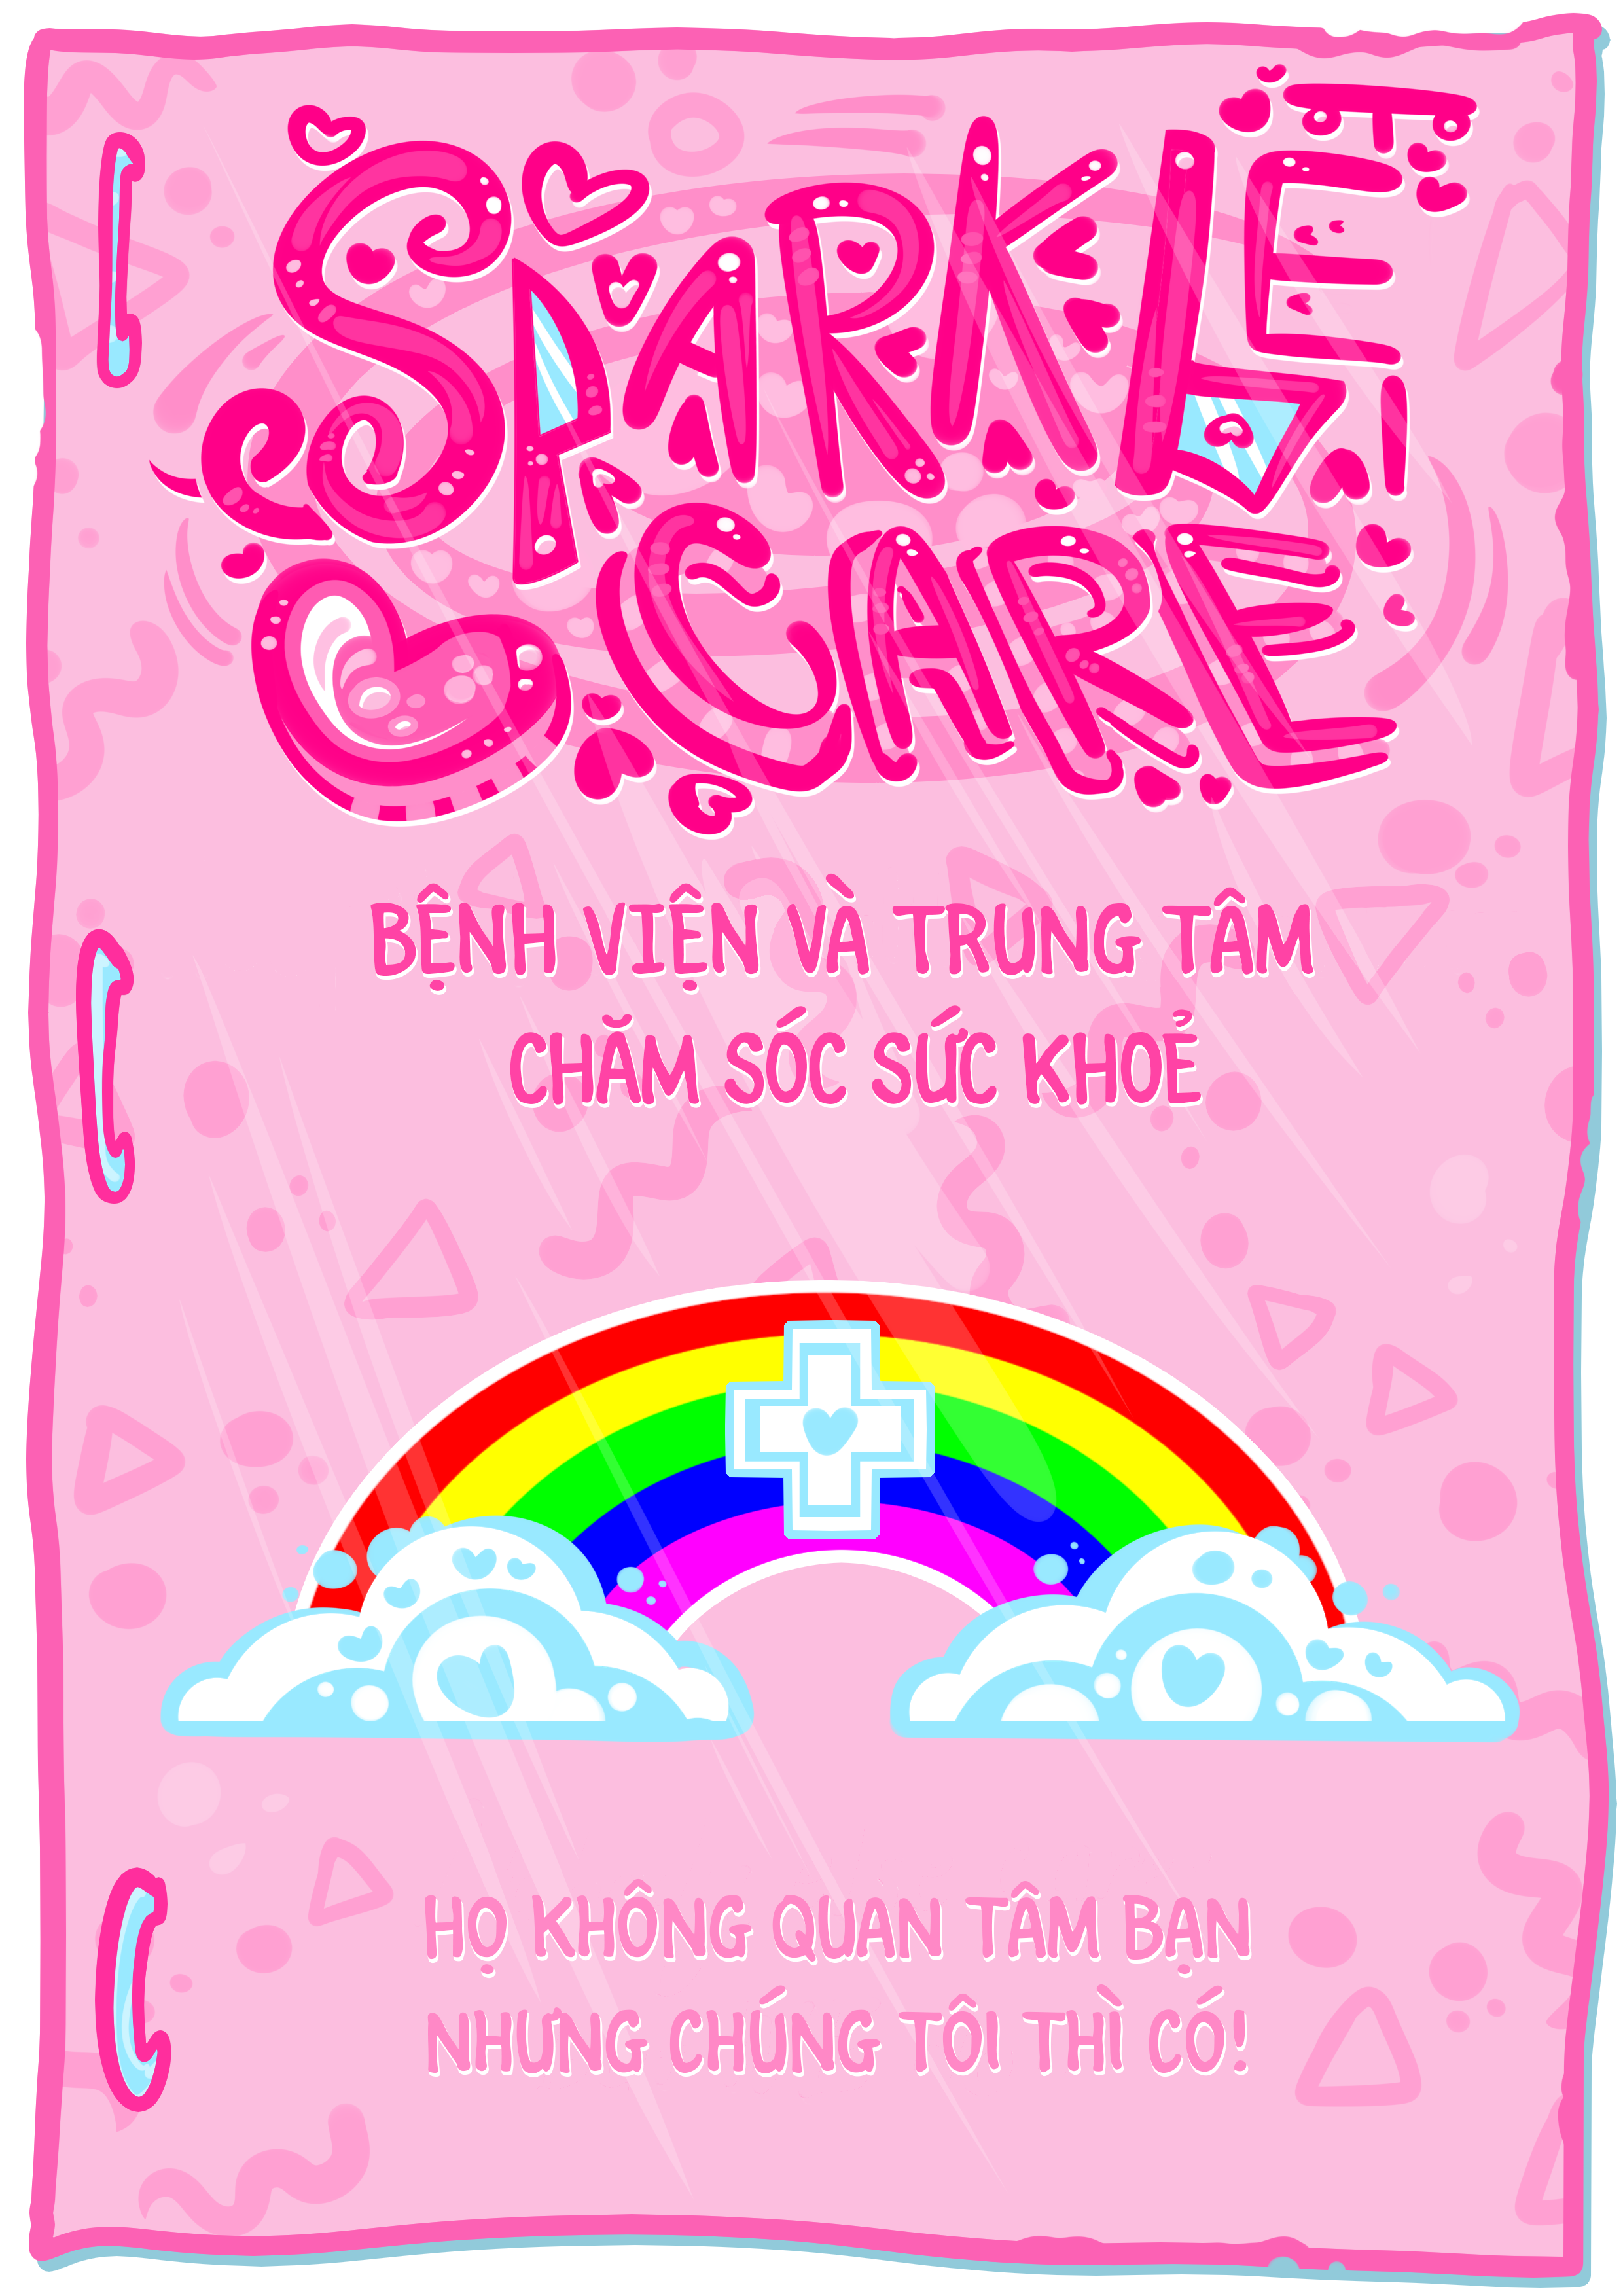 SPARKLE
CARE
BỆNH VIỆN VÀ TRUNG TÂM
CHĂM SÓC SỨC KHOẺ
HỌ KHÔNG QUAN TÂM BẠN
NHƯNG CHÚNG TÔI THÌ CÓ!